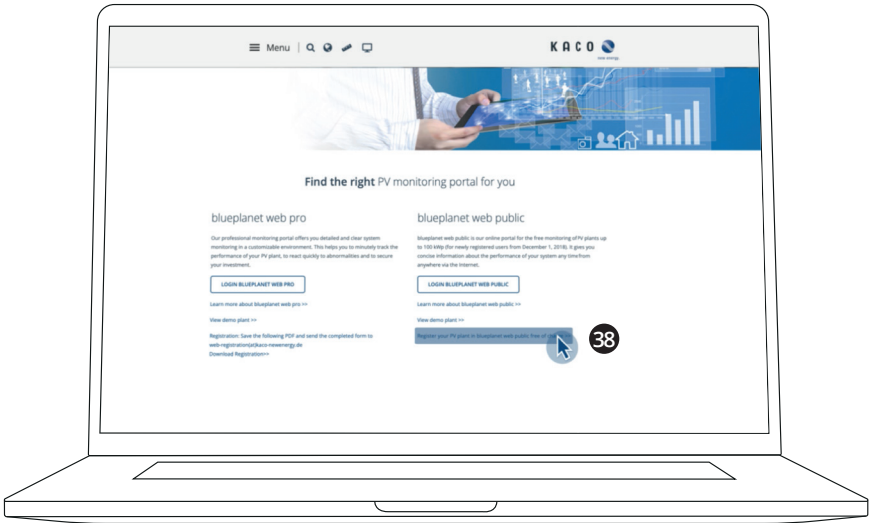 Menu
KACO
new energy.
Find the right PV monitoring portal for you
blueplanet web pro
Our professional monitoring portal offers you detailed and clear system
monitoring in a customizable environment. This helps you to minutely track the
performance of your PV plant, to react quickly to abnormalities and to secure
your investment.
LOGIN BLUEPLANET WEB PRO
Learn more about blueplanet web pro >>
View demo plant >>
Registration: Save the following PDF and send the completed form to
web-registration(at)kaco-newenergy.de
Download Registration>>
blueplanet web public
blueplanet web public is our online portal for the free monitoring of PV plants up
to 100 kWp (for newly registered users from December 1, 2018). It gives you
concise information about the performance of your system any time/from
anywhere via the Internet.
LOGIN BLUEPLANET WEB PUBLIC
Learn more about blueplanet web public >>
View demo plant >>
Register your PV plant in blueplanet web public free of
38